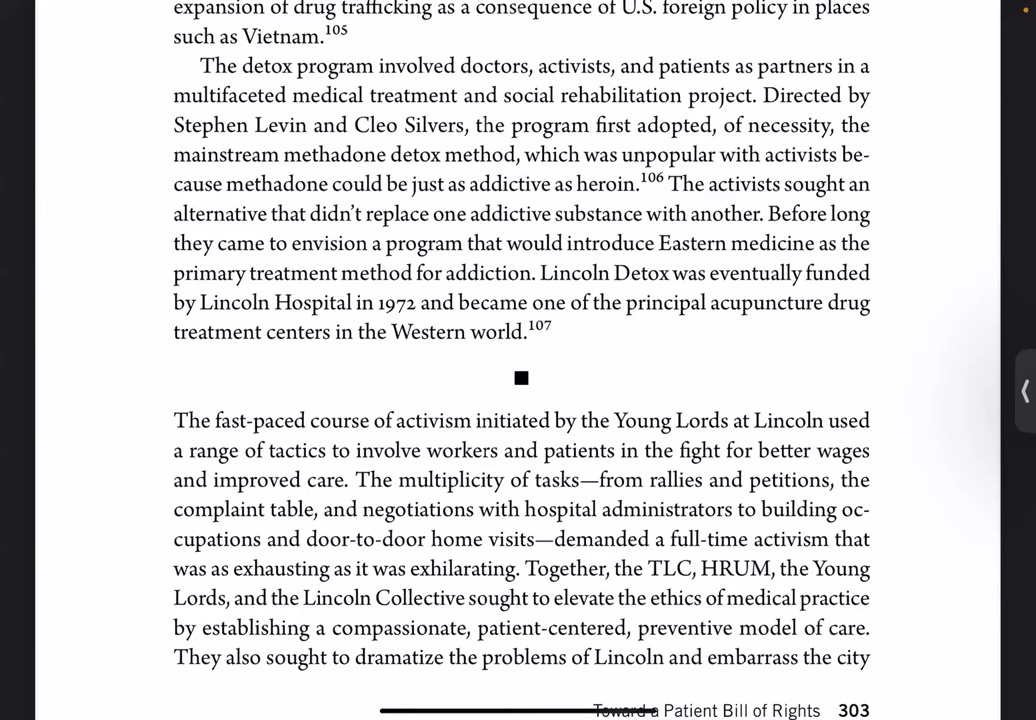 expansion of drug trafficking as a consequence of U.S. foreign policy in places
such as Vietnam.105
The detox program involved doctors, activists, and patients as partners in a
multifaceted medical treatment and social rehabilitation project. Directed by
Stephen Levin and Cleo Silvers, the program first adopted, of necessity, the
mainstream methadone detox method, which was unpopular with activists be-
cause methadone could be just as addictive as heroin.106 The activists sought an
alternative that didn’t replace one addictive substance with another. Before long
they came to envision a program that would introduce Eastern medicine as the
primary treatment method for addiction. Lincoln Detox was eventually funded
by Lincoln Hospital in 1972 and became one of the principal acupuncture drug
treatment centers in the Western world.107
The fast-paced course of activism initiated by the Young Lords at Lincoln used
a range of tactics to involve workers and patients in the fight for better wages
and improved care. The multiplicity of tasks—from rallies and petitions, the
complaint table, and negotiations with hospital administrators to building oc-
cupations and door-to-door home visits—demanded a full-time activism that
was as exhausting as it was exhilarating. Together, the TLC, HRUM, the Young
Lords, and the Lincoln Collective sought to elevate the ethics of medical practice
by establishing a compassionate, patient-centered, preventive model of care.
They also sought to dramatize the problems of Lincoln and embarrass the city
Toward a Patient Bill of Rights 303